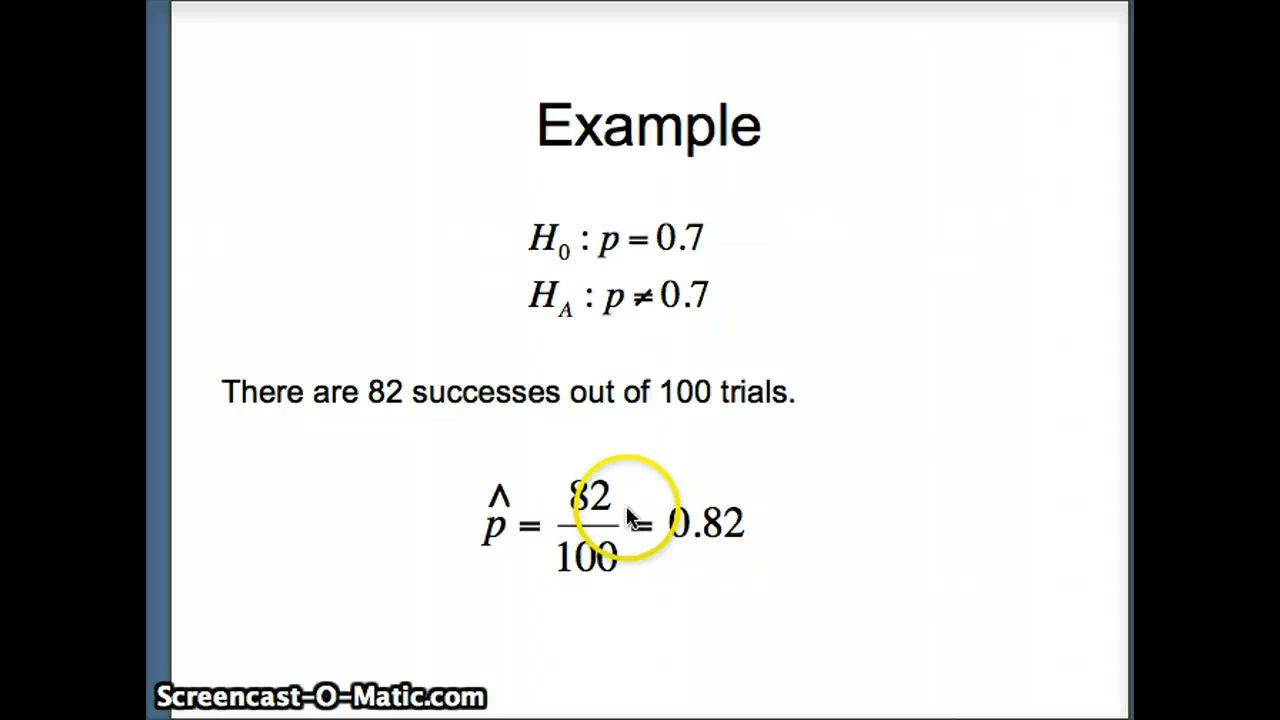 Example
H₀ : p = 0.7
H_A : p ≠ 0.7
There are 82 successes out of 100 trials.
p̂ = 82/100 = 0.82
Screencast-O-Matic.com